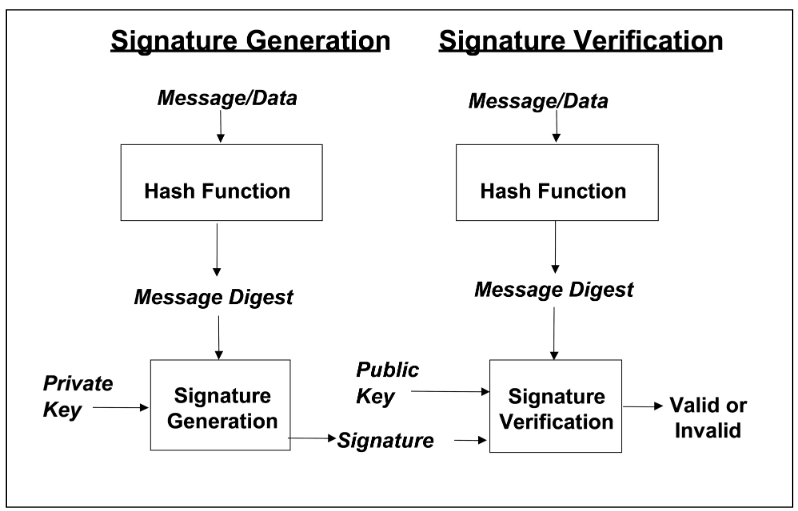 Signature Generation
Message/Data
Hash Function
Message Digest
Private
Key
Signature
Generation
Signature
Signature Verification
Message/Data
Hash Function
Message Digest
Public
Key
Signature
Verification
Valid or
Invalid